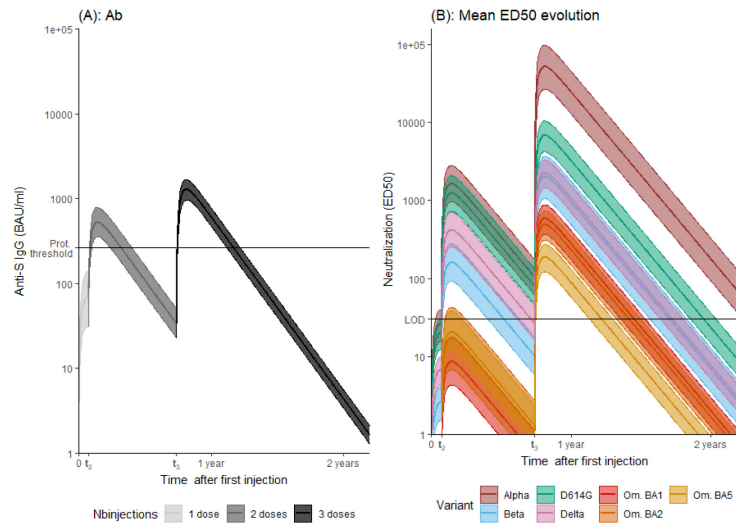 (A): Ab
1e+05
10000
1000
Prot.
threshold
100
10
1
Anti-S IgG (BAU/ml)
0 t2 t3 1 year 2 years
Time after first injection
Nbinjections 1 dose 2 doses 3 doses
(B): Mean ED50 evolution
1e+05
10000
1000
100
LOD
10
1
Neutralization (ED50)
0 t2 t3 1 year 2 years
Time after first injection
Variant
Alpha D614G Om. BA1 Om. BA5
Beta Delta Om. BA2